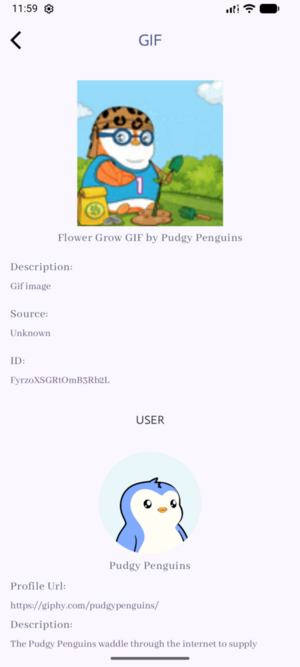 11:59
GIF
1
Flower Grow GIF by Pudgy Penguins
Description:
Gif image
Source:
Unknown
ID:
FyrzoXSGRtOmB3Rh2L
USER
Pudgy Penguins
Profile Url:
https://giphy.com/pudgypenguins/
Description:
The Pudgy Penguins waddle through the internet to supply